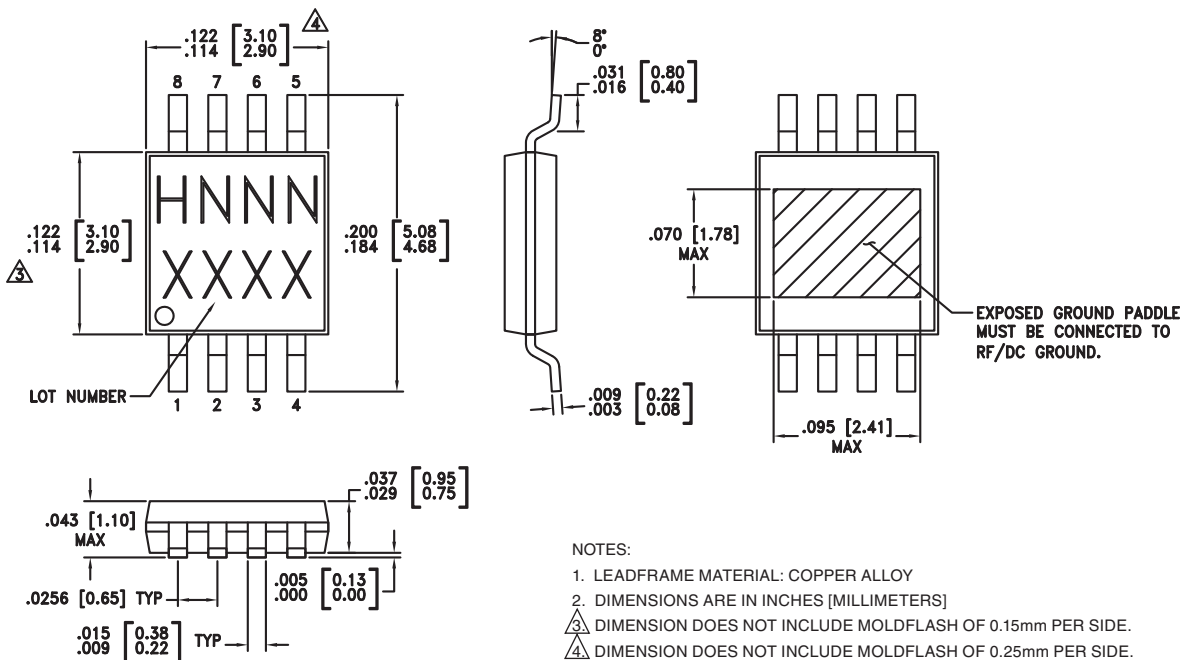 .122 [3.10]
.114 [2.90]
4
8 7 6 5
HNNN
XXXX
.122 [3.10]
.114 [2.90]
3
.200 [5.08]
.184 [4.68]
LOT NUMBER
1 2 3 4
8°
0°
.031 [0.80]
.016 [0.40]
.009 [0.22]
.003 [0.08]
.070 [1.78]
MAX
EXPOSED GROUND PADDLE
MUST BE CONNECTED TO
RF/DC GROUND.
.095 [2.41]
MAX
.037 [0.95]
.029 [0.75]
.043 [1.10]
MAX
.005 [0.13]
.000 [0.00]
.0256 [0.65] TYP
.015 [0.38]
.009 [0.22] TYP
NOTES:
1. LEADFRAME MATERIAL: COPPER ALLOY
2. DIMENSIONS ARE IN INCHES [MILLIMETERS]
3. DIMENSION DOES NOT INCLUDE MOLDFLASH OF 0.15mm PER SIDE.
4. DIMENSION DOES NOT INCLUDE MOLDFLASH OF 0.25mm PER SIDE.